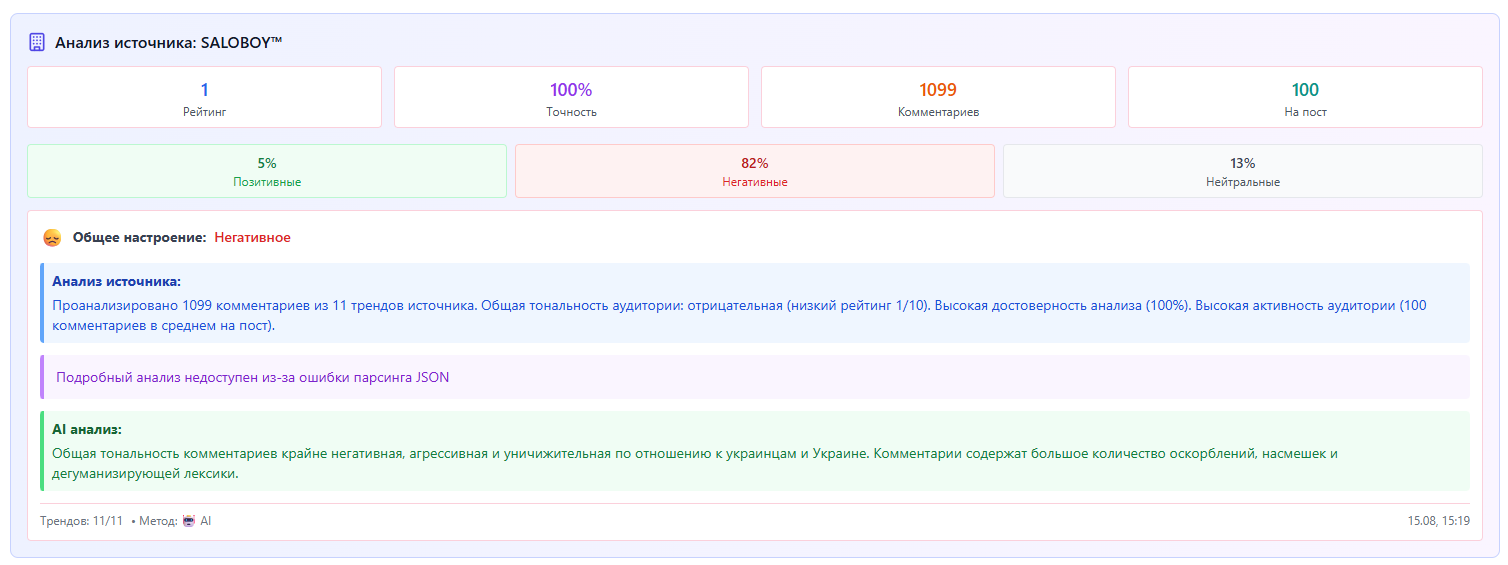 Анализ источника: SALOBOY™
1
Рейтинг
100%
Точность
1099
Комментариев
100
На пост
5%
Позитивные
82%
Негативные
13%
Нейтральные
Общее настроение: Негативное
Анализ источника:
Проанализировано 1099 комментариев из 11 трендов источника. Общая тональность аудитории: отрицательная (низкий рейтинг 1/10). Высокая достоверность анализа (100%). Высокая активность аудитории (100
комментариев в среднем на пост).
Подробный анализ недоступен из-за ошибки парсинга JSON
AI анализ:
Общая тональность комментариев крайне негативная, агрессивная и уничижительная по отношению к украинцам и Украине. Комментарии содержат большое количество оскорблений, насмешек и
дегуманизирующей лексики.
Трендов: 11/11 • Метод: 🤖 AI
15.08, 15:19